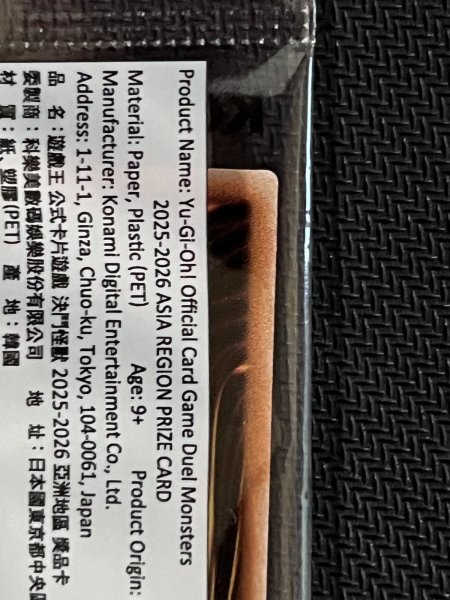 Product Name: Yu-Gi-Oh! Official Card Game Duel Monsters
2025-2026 ASIA REGION PRIZE CARD
Material: Paper, Plastic (PET) Age: 9+ Product Origin:
Manufacturer: Konami Digital Entertainment Co., Ltd.
Address: 1-11-1, Ginza, Chuo-ku, Tokyo, 104-0061, Japan
品 名：遊戲王 公式卡片遊戲 決鬥怪獸 2025-2026 亞洲地區 獎品卡
委製商：科樂美數碼娛樂股份有限公司 地 址：日本國東京都中央區
材 質：紙、塑膠(PET) 產 地：韓國